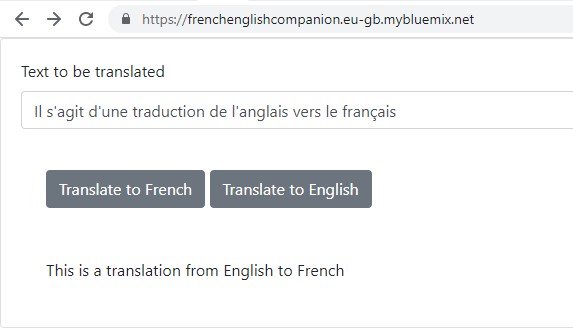 https://frenchenglishcompanion.eu-gb.mybluemix.net
Text to be translated
Il s'agit d'une traduction de l'anglais vers le français
Translate to French Translate to English
This is a translation from English to French